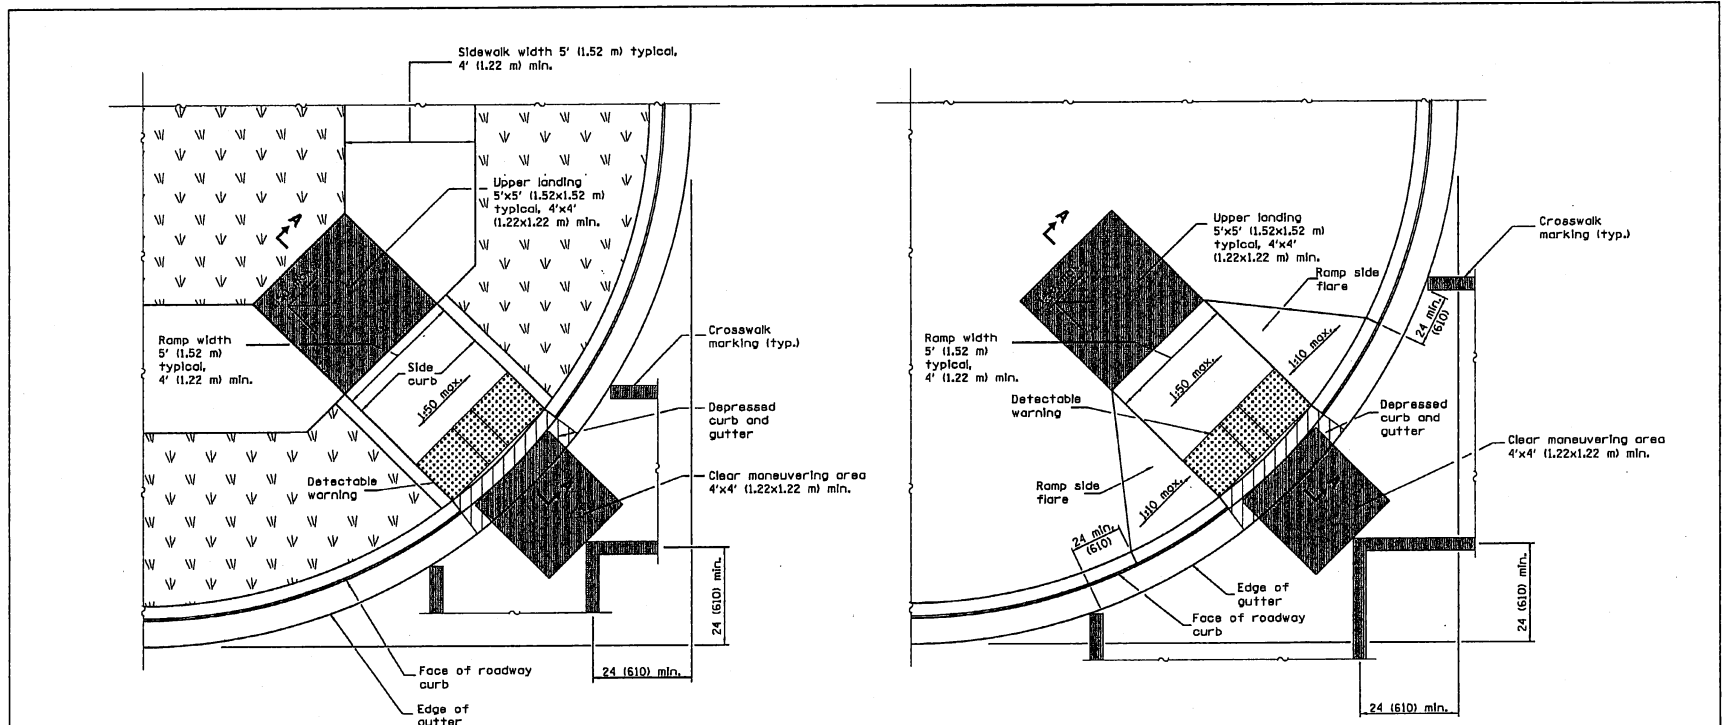 Sidewalk width 5' (1.52 m) typical,
4' (1.22 m) min.
Upper landing
5'x5' (1.52x1.52 m)
typical, 4'x4'
(1.22x1.22 m) min.
A
Ramp width
5' (1.52 m)
typical,
4' (1.22 m) min.
Side
curb
1:50 max.
Crosswalk
marking (typ.)
Depressed
curb and
gutter
Detectable
warning
Clear maneuvering area
4'x4' (1.22x1.22 m) min.
24 (610) min.
24 (610) min.
Face of roadway
curb
Edge of
gutter
Upper landing
5'x5' (1.52x1.52 m)
typical, 4'x4'
(1.22x1.22 m) min.
A
Crosswalk
marking (typ.)
Ramp side
flare
24 min.
(610)
Ramp width
5' (1.52 m)
typical,
4' (1.22 m) min.
1:10 max.
1:50 max.
Detectable
warning
Depressed
curb and
gutter
Clear maneuvering area
4'x4' (1.22x1.22 m) min.
Ramp side
flare
1:10 max.
24 min.
(610)
Edge of
gutter
Face of roadway
curb
24 (610) min.
24 (610) min.